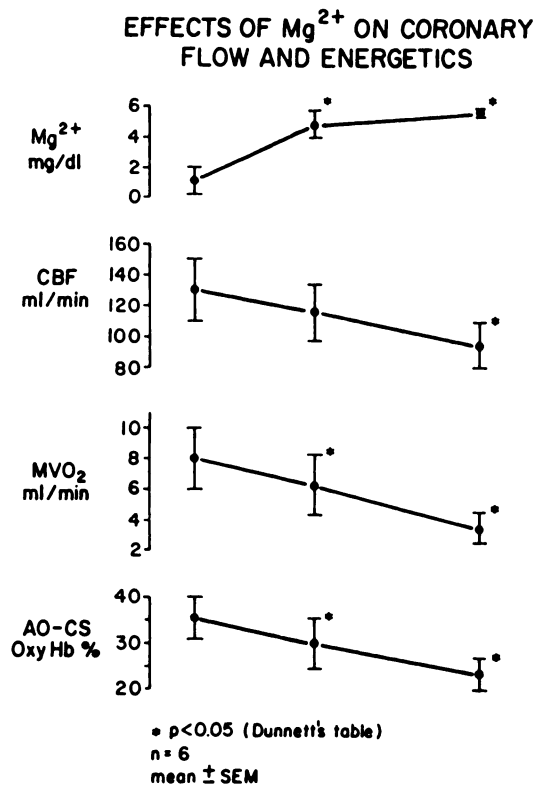 EFFECTS OF Mg²⁺ ON CORONARY
FLOW AND ENERGETICS
6
4
2
0
Mg²⁺
mg/dl
*
*
160
140
120
100
80
CBF
ml/min
*
10
8
6
4
2
MVO₂
ml/min
*
*
40
30
20
AO-CS
Oxy Hb %
*
*
* p<0.05 (Dunnett's table)
n=6
mean ± SEM